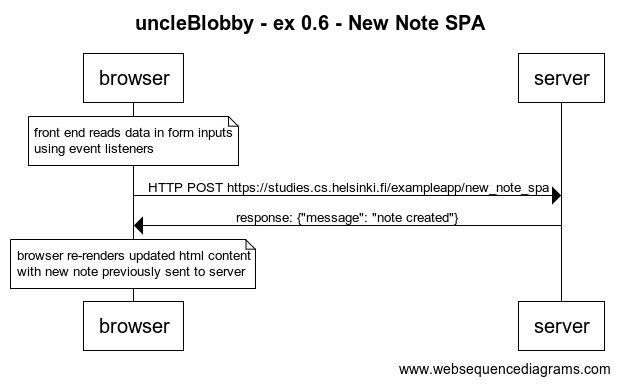 uncleBlobby - ex 0.6 - New Note SPA
browser
server
front end reads data in form inputs
using event listeners
HTTP POST https://studies.cs.helsinki.fi/exampleapp/new_note_spa
response: {"message": "note created"}
browser re-renders updated html content
with new note previously sent to server
browser
server
www.websequencediagrams.com